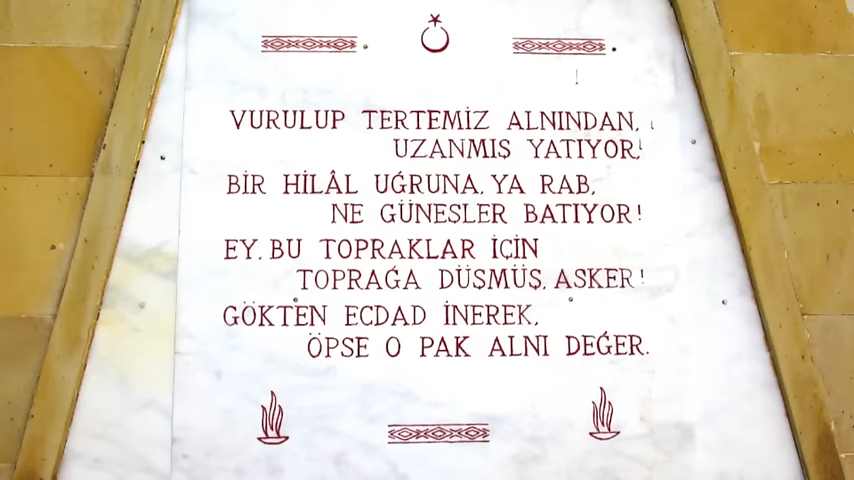 VURULUP TERTEMİZ ALNINDAN,
UZANMIŞ YATIYOR!
BİR HİLÂL UĞRUNA, YA RAB,
NE GÜNEŞLER BATIYOR!
EY, BU TOPRAKLAR İÇİN
TOPRAĞA DÜŞMÜŞ, ASKER!
GÖKTEN ECDAD İNEREK,
ÖPSE O PAK ALNI DEĞER.